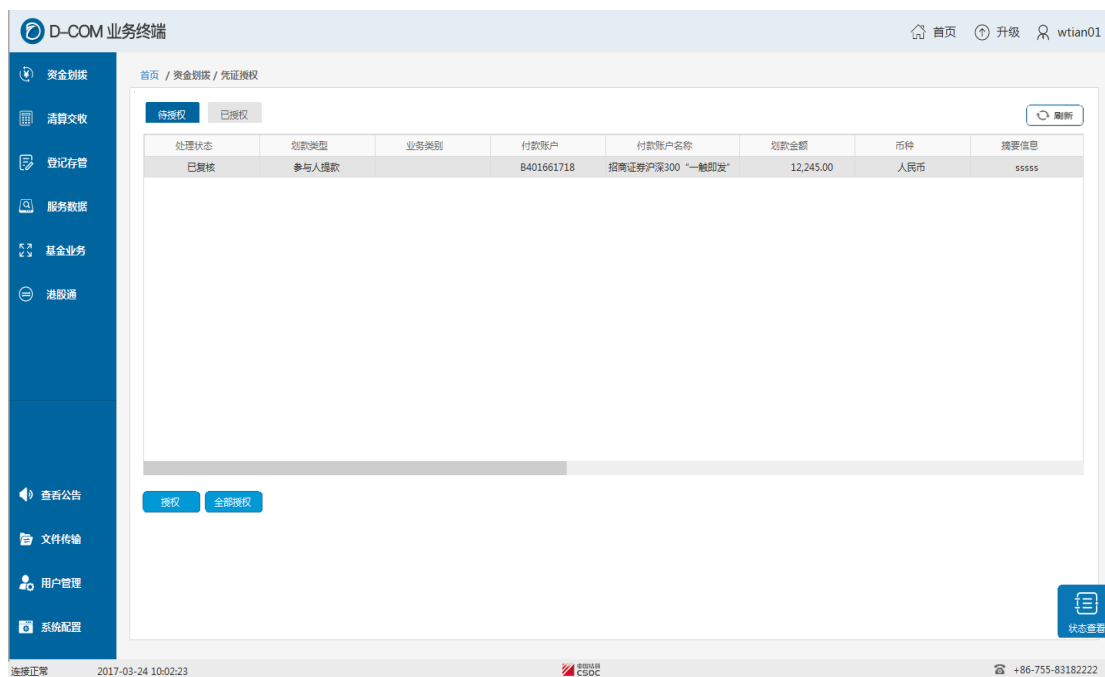 D-COM 业务终端
首页 升级 wtian01
资金划拨
清算交收
登记存管
服务数据
基金业务
港股通
查看公告
文件传输
用户管理
系统配置
首页 / 资金划拨 / 凭证授权
待授权 已授权 刷新
处理状态 划款类型 业务类别 付款账户 付款账户名称 划款金额 币种 摘要信息
已复核 参与人提款 B401661718 招商证券沪深300“一触即发” 12,245.00 人民币 sssss
授权 全部授权
状态查看
连接正常 2017-03-24 10:02:23 中国结算 CSDC +86-755-83182222